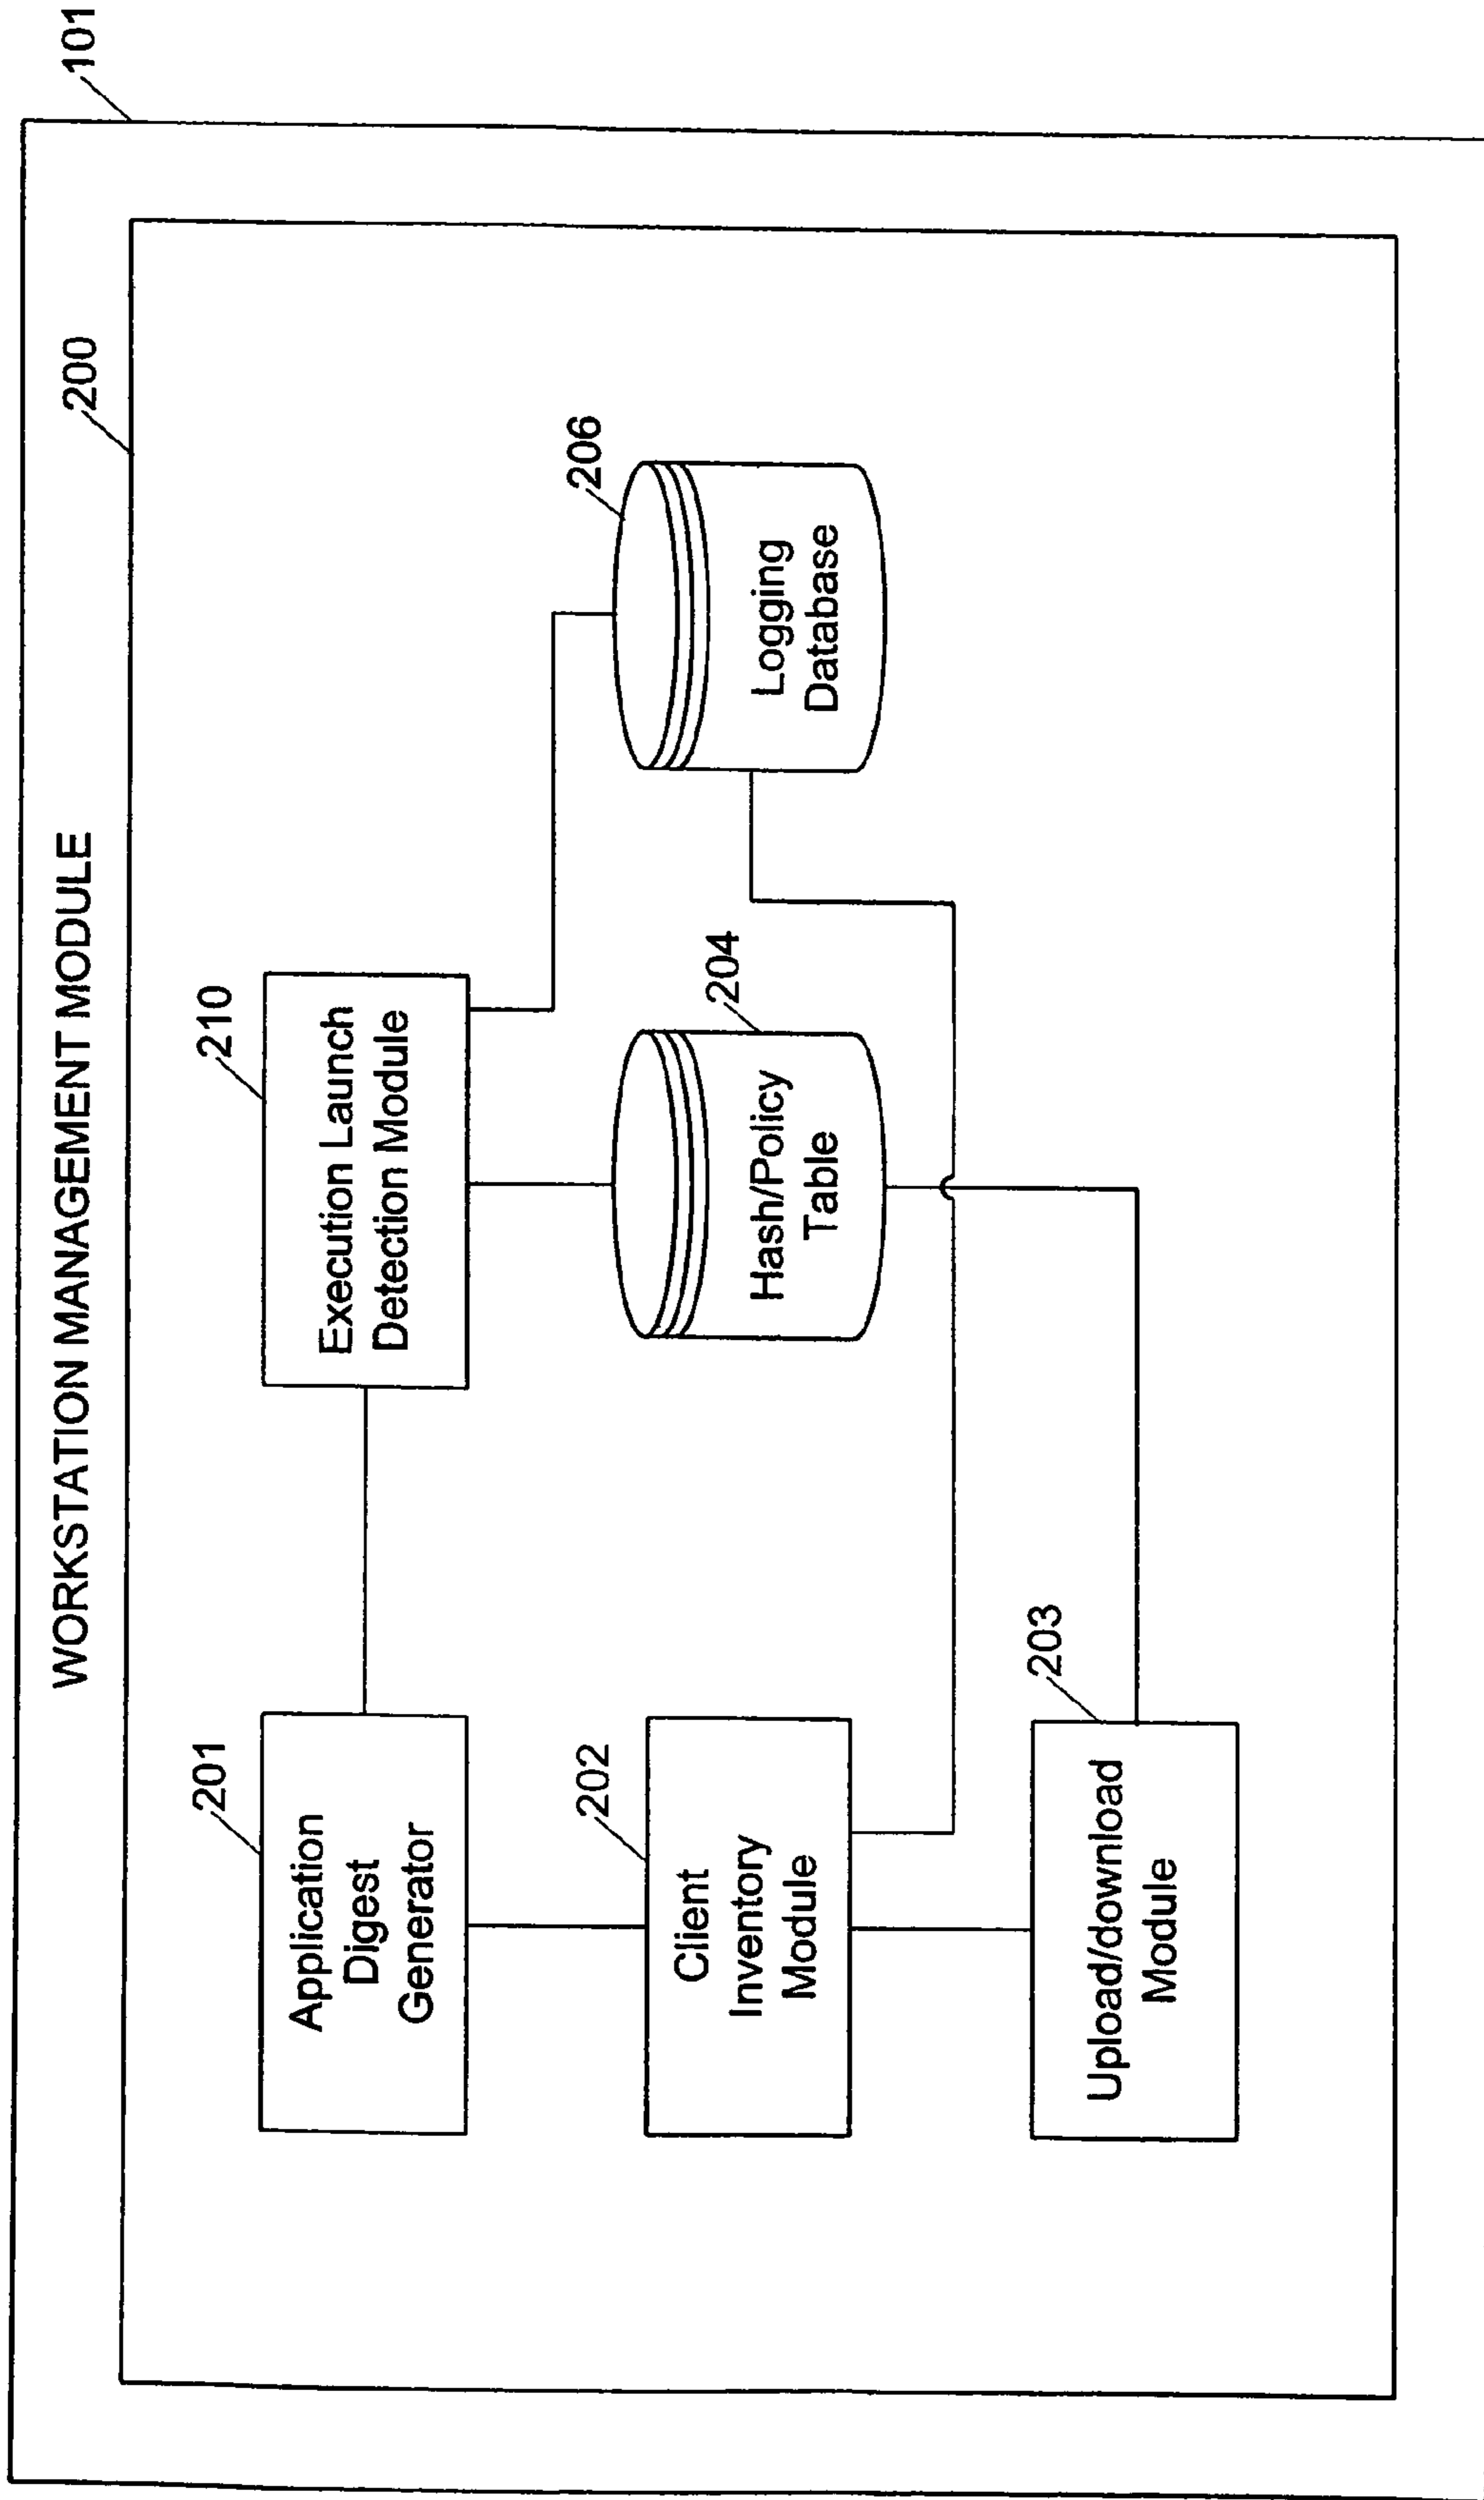 WORKSTATION MANAGEMENT MODULE
101
200
201
Application
Digest
Generator
210
Execution Launch
Detection Module
202
Client
Inventory
Module
204
Hash/Policy
Table
206
Logging
Database
203
Upload/download
Module